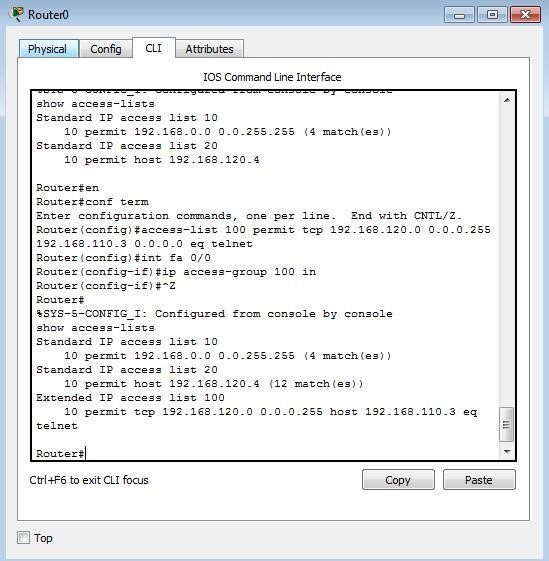 Router0
Physical Config CLI Attributes
IOS Command Line Interface
%SYS-5-CONFIG_I: Configured from console by console
show access-lists
Standard IP access list 10
    10 permit 192.168.0.0 0.0.255.255 (4 match(es))
Standard IP access list 20
    10 permit host 192.168.120.4
Router#en
Router#conf term
Enter configuration commands, one per line.  End with CNTL/Z.
Router(config)#access-list 100 permit tcp 192.168.120.0 0.0.0.255
192.168.110.3 0.0.0.0 eq telnet
Router(config)#int fa 0/0
Router(config-if)#ip access-group 100 in
Router(config-if)#^Z
Router#
%SYS-5-CONFIG_I: Configured from console by console
show access-lists
Standard IP access list 10
    10 permit 192.168.0.0 0.0.255.255 (4 match(es))
Standard IP access list 20
    10 permit host 192.168.120.4 (12 match(es))
Extended IP access list 100
    10 permit tcp 192.168.120.0 0.0.0.255 host 192.168.110.3 eq
telnet
Router#
Ctrl+F6 to exit CLI focus
Copy
Paste
Top